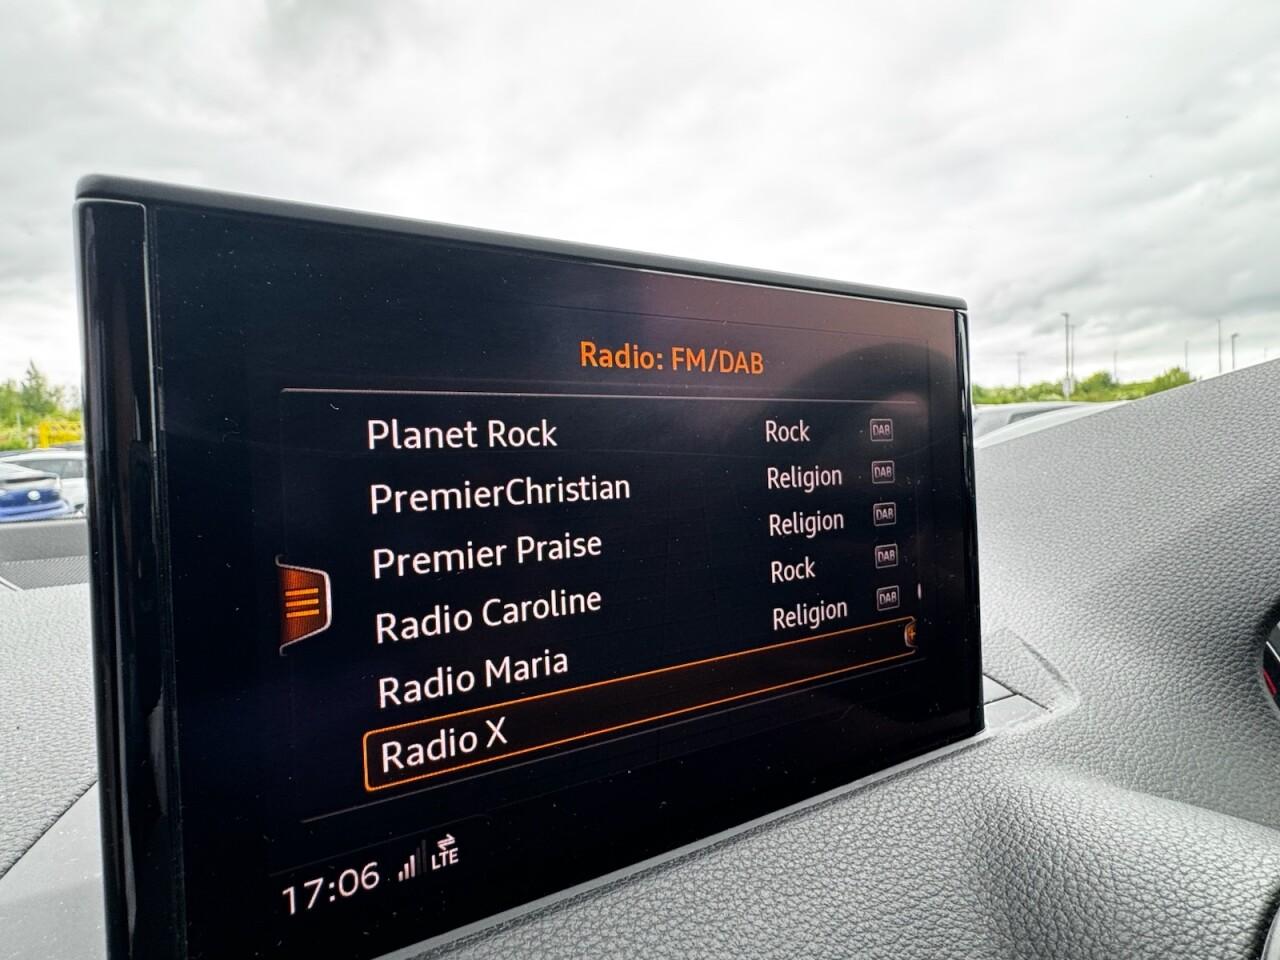 Radio: FM/DAB
Planet Rock Rock DAB
PremierChristian Religion DAB
Premier Praise Religion DAB
Radio Caroline Rock DAB
Radio Maria Religion DAB
Radio X
17:06 LTE